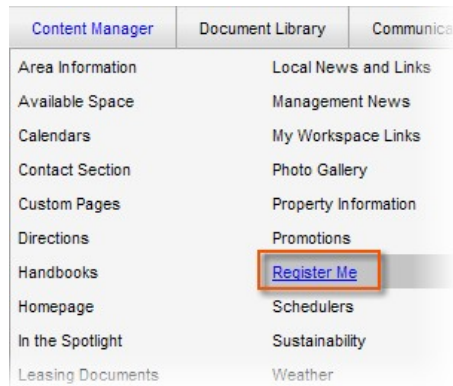 Content Manager Document Library Communica
Area Information Local News and Links
Available Space Management News
Calendars My Workspace Links
Contact Section Photo Gallery
Custom Pages Property Information
Directions Promotions
Handbooks Register Me
Homepage Schedulers
In the Spotlight Sustainability
Leasing Documents Weather